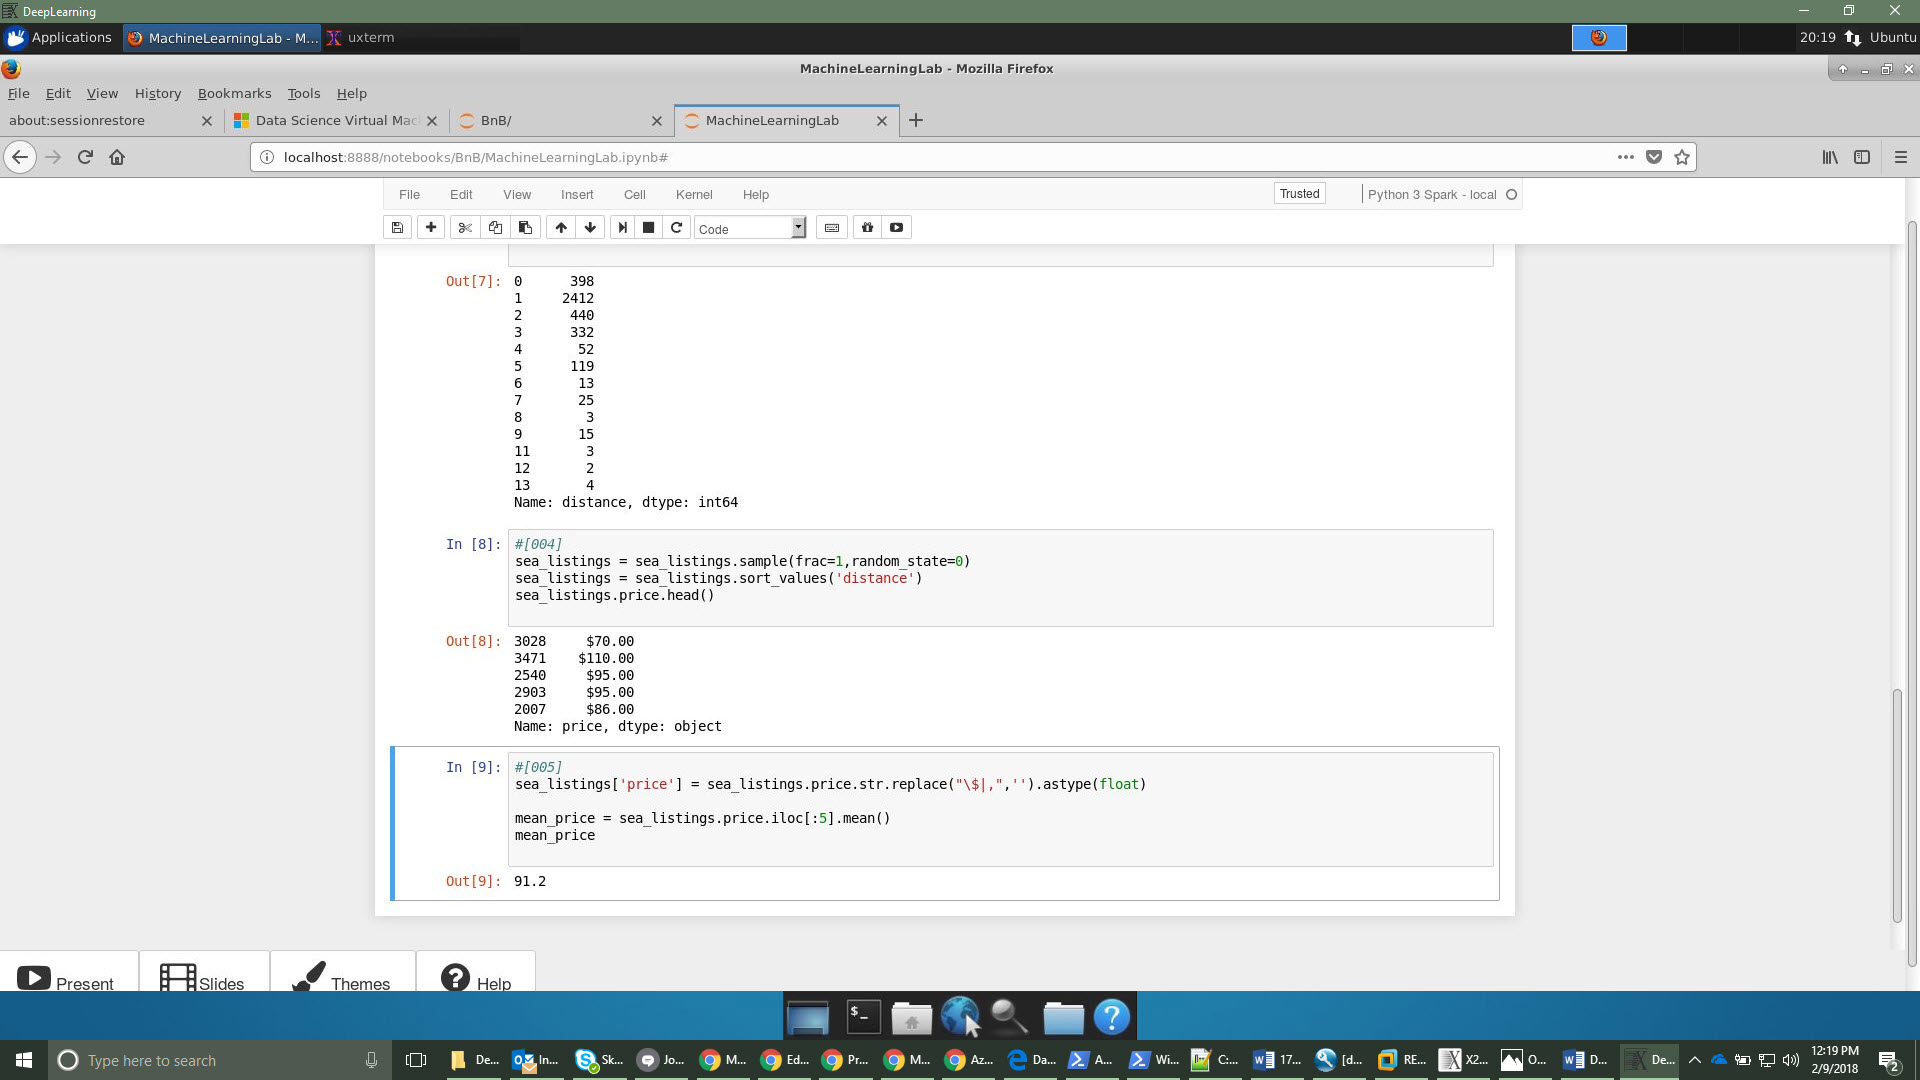 DeepLearning
Applications
MachineLearningLab - M...
uxterm
20:19
Ubuntu
MachineLearningLab - Mozilla Firefox
File Edit View History Bookmarks Tools Help
about:sessionrestore
Data Science Virtual Mac
BnB/
MachineLearningLab
localhost:8888/notebooks/BnB/MachineLearningLab.ipynb#
File Edit View Insert Cell Kernel Help
Trusted
Python 3 Spark - local
Code
Out[7]: 0 398
1 2412
2 440
3 332
4 52
5 119
6 13
7 25
8 3
9 15
11 3
12 2
13 4
Name: distance, dtype: int64
In [8]: #[004]
sea_listings = sea_listings.sample(frac=1,random_state=0)
sea_listings = sea_listings.sort_values('distance')
sea_listings.price.head()
Out[8]: 3028 $70.00
3471 $110.00
2540 $95.00
2903 $95.00
2007 $86.00
Name: price, dtype: object
In [9]: #[005]
sea_listings['price'] = sea_listings.price.str.replace("\$|,",'').astype(float)
mean_price = sea_listings.price.iloc[:5].mean()
mean_price
Out[9]: 91.2
Present
Slides
Themes
Help
$_
Type here to search
De...
In...
Sk...
Jo...
M...
Ed...
Pr...
M...
Az...
Da...
A...
Wi...
C:...
17...
[d...
RE...
X2...
O...
D...
De...
12:19 PM
2/9/2018
2